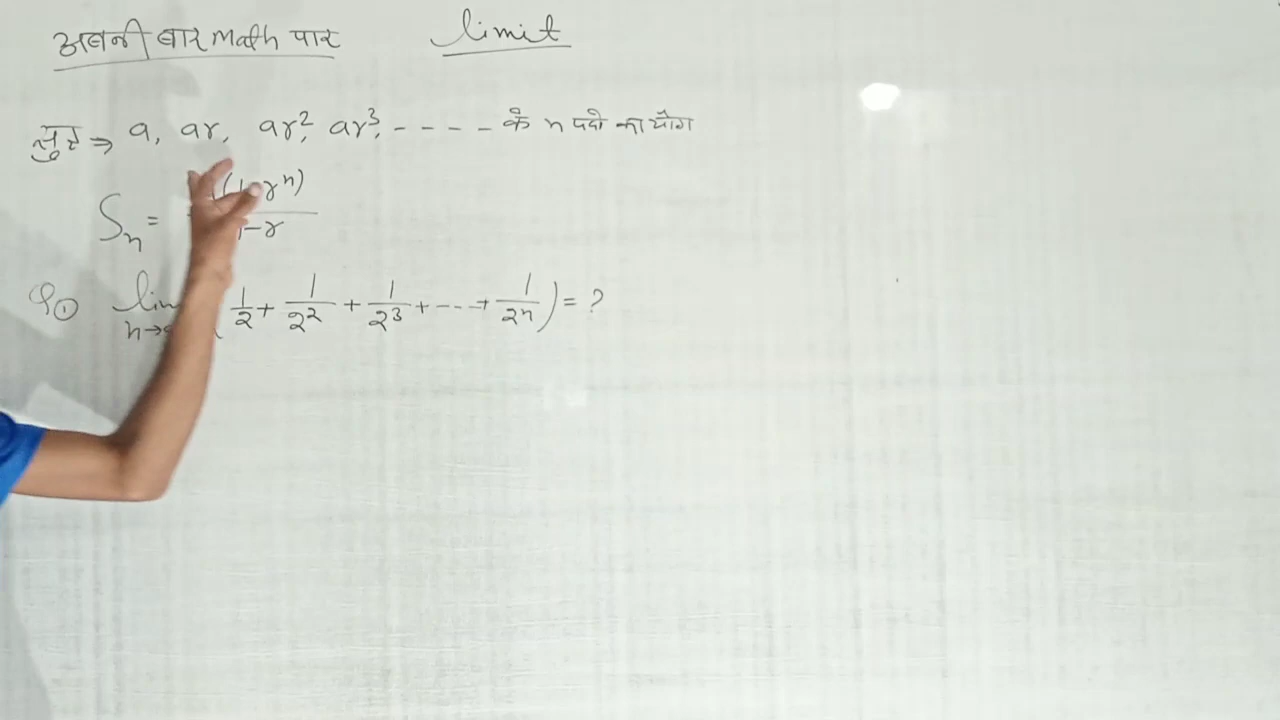 अबनी बार math पार limit
सुत्र ⇒ a, ar, ar², ar³, - - - - के n पदो का योग
Sₙ = (1-rⁿ)
1-r
Q① lim n→ 1/2 + 1/2² + 1/2³ + --- + 1/2ⁿ) = ?